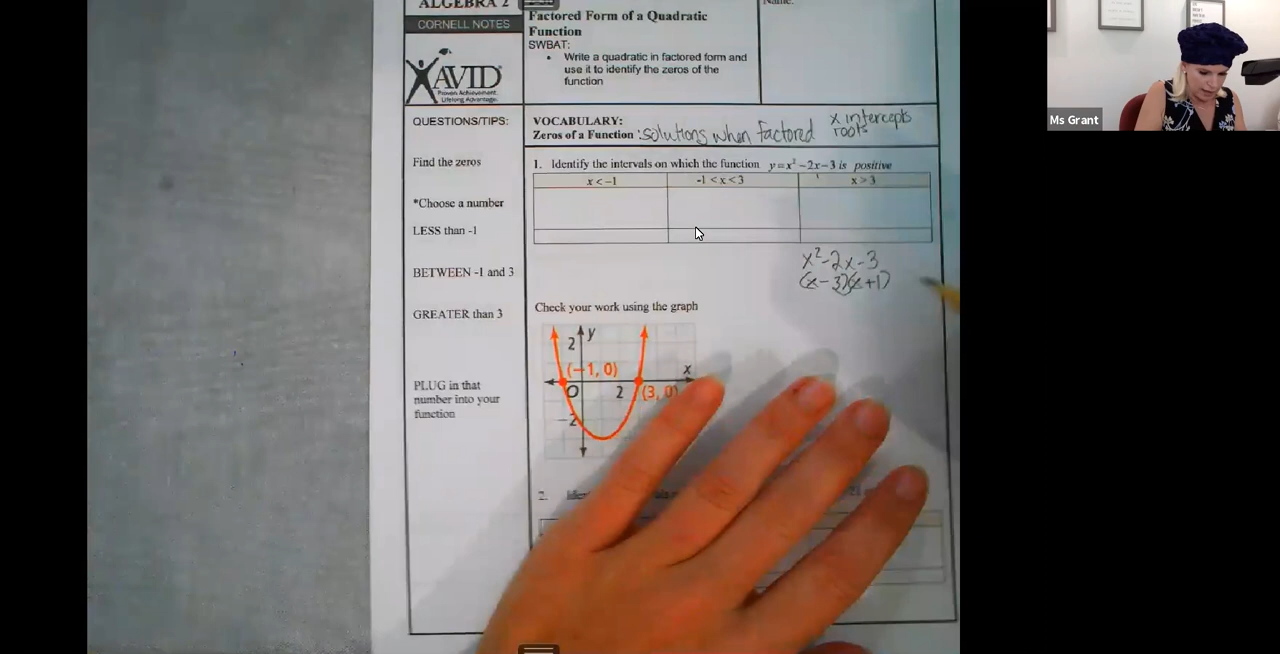 ALGEBRA 2
CORNELL NOTES
AVID
Proven Achievement.
Lifelong Advantage.
Factored Form of a Quadratic
Function
SWBAT:
• Write a quadratic in factored form and
use it to identify the zeros of the
function
Name:
QUESTIONS/TIPS:
VOCABULARY:
Zeros of a Function : solutions when factored
x intercepts
roots
Find the zeros
*Choose a number
LESS than -1
BETWEEN -1 and 3
GREATER than 3
PLUG in that
number into your
function
1. Identify the intervals on which the function y=x²-2x-3 is positive
x<-1 -1<x<3 x>3
x²-2x-3
(x-3)(x+1)
Check your work using the graph
2 y
(-1, 0) x
O 2 (3, 0)
-2
2.
Ms Grant